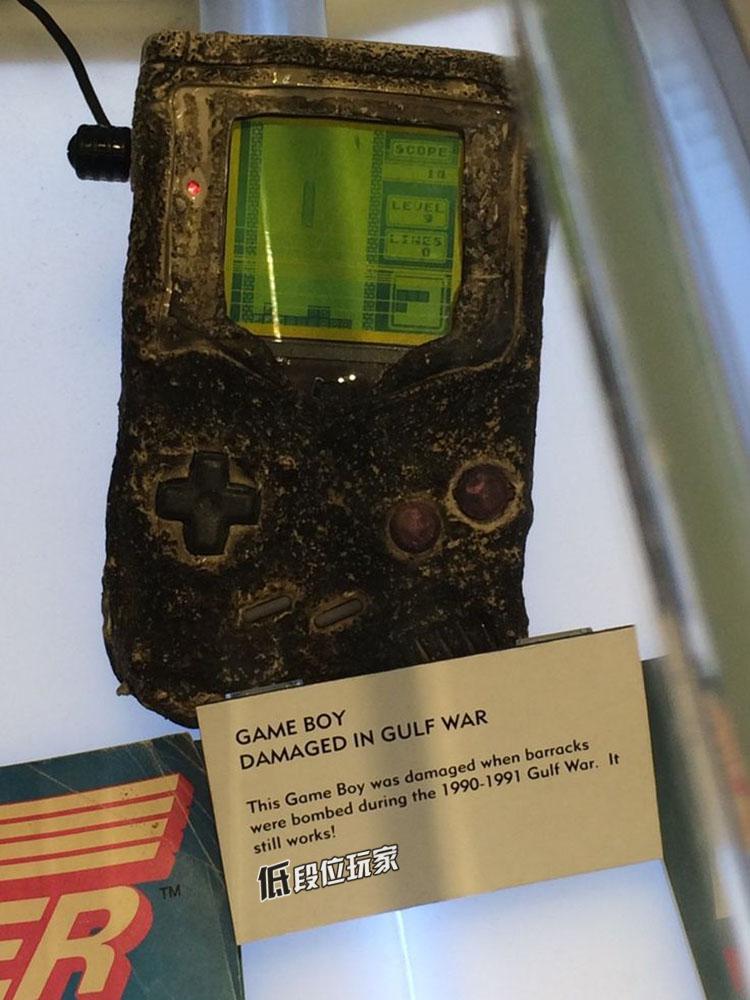 SCORE
14
LEVEL
9
LINES
0
GAME BOY
DAMAGED IN GULF WAR
This Game Boy was damaged when barracks
were bombed during the 1990-1991 Gulf War. It
still works!
低段位玩家
ER
TM